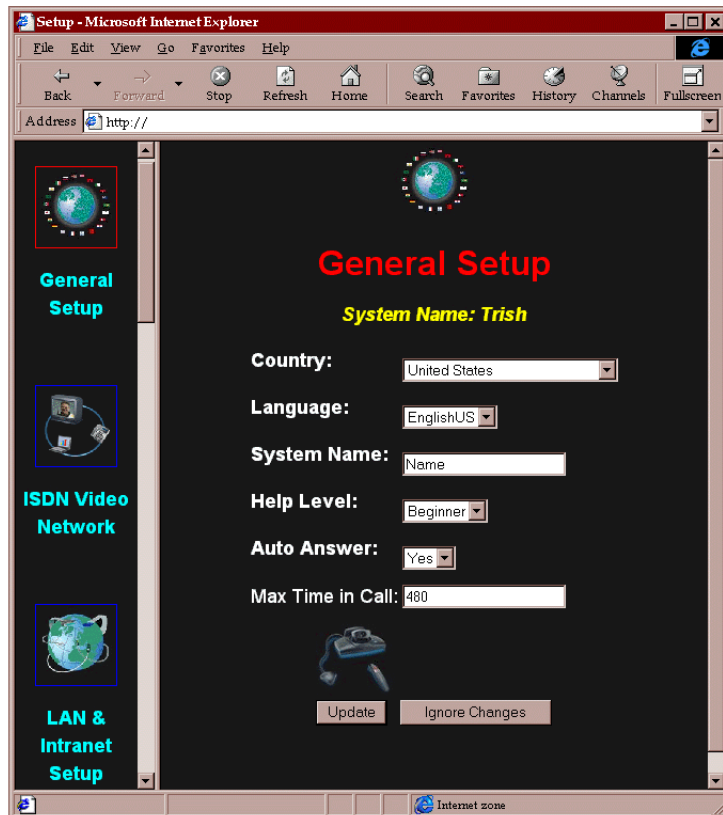 Setup - Microsoft Internet Explorer
File Edit View Go Favorites Help
Back Forward Stop Refresh Home Search Favorites History Channels Fullscreen
Address http://
General
Setup
ISDN Video
Network
LAN &
Intranet
Setup
General Setup
System Name: Trish
Country: United States
Language: EnglishUS
System Name: Name
Help Level: Beginner
Auto Answer: Yes
Max Time in Call: 480
Update Ignore Changes
Internet zone